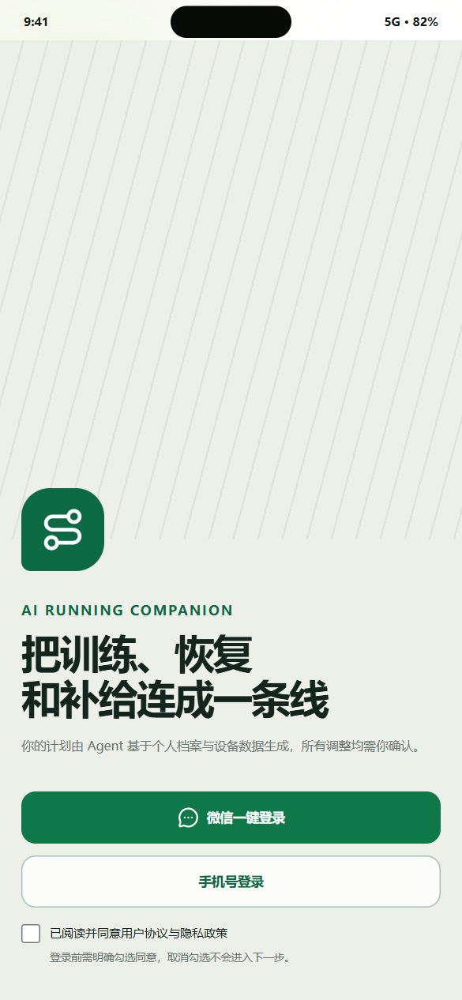 9:41
5G • 82%
AI RUNNING COMPANION
把训练、恢复
和补给连成一条线
你的计划由 Agent 基于个人档案与设备数据生成，所有调整均需你确认。
微信一键登录
手机号登录
已阅读并同意用户协议与隐私政策
登录前需明确勾选同意，取消勾选不会进入下一步。